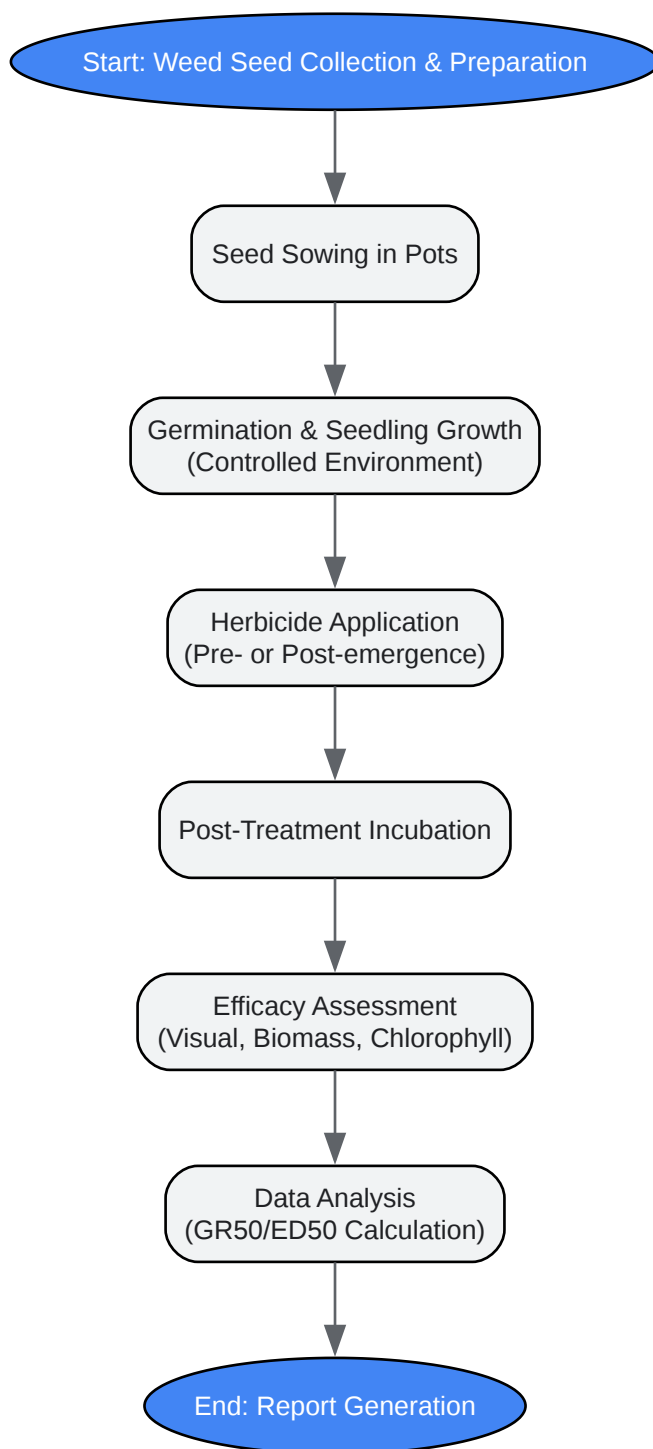 Start: Weed Seed Collection & Preparation
Seed Sowing in Pots
Germination & Seedling Growth
(Controlled Environment)
Herbicide Application
(Pre- or Post-emergence)
Post-Treatment Incubation
Efficacy Assessment
(Visual, Biomass, Chlorophyll)
Data Analysis
(GR50/ED50 Calculation)
End: Report Generation